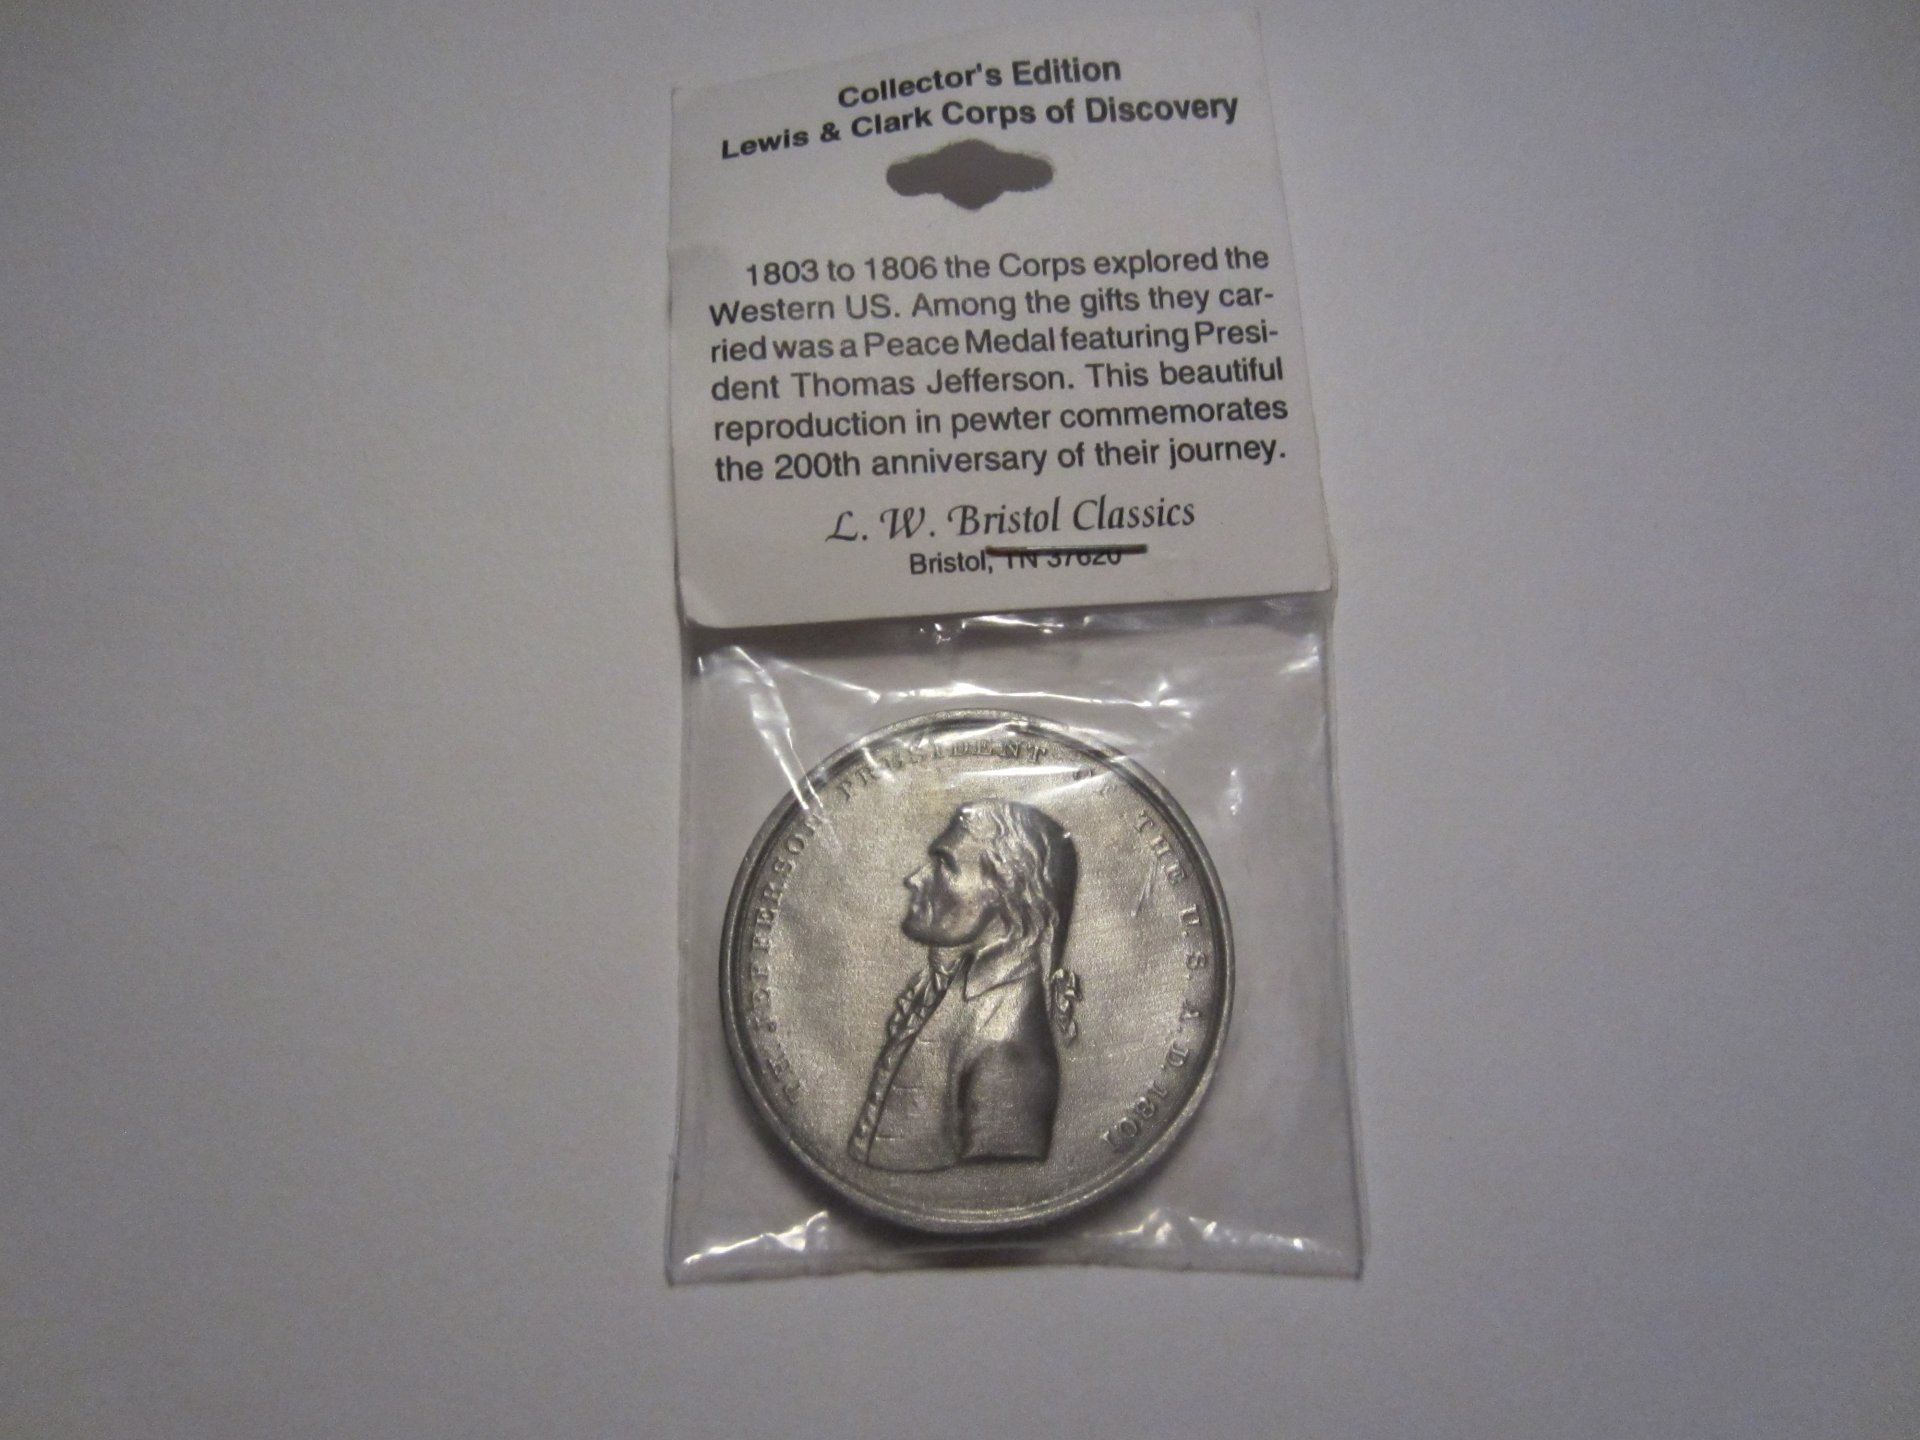 Collector's Edition
Lewis & Clark Corps of Discovery
1803 to 1806 the Corps explored the
Western US. Among the gifts they car-
ried was a Peace Medal featuring Presi-
dent Thomas Jefferson. This beautiful
reproduction in pewter commemorates
the 200th anniversary of their journey.
L. W. Bristol Classics
Bristol, TN 37620
TH. JEFFERSON PRESIDENT OF THE U.S. A.D. 1801